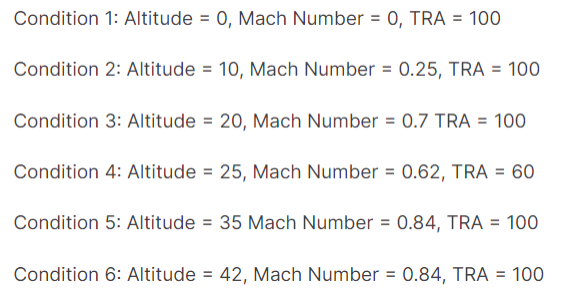 Condition 1: Altitude = 0, Mach Number = 0, TRA = 100
Condition 2: Altitude = 10, Mach Number = 0.25, TRA = 100
Condition 3: Altitude = 20, Mach Number = 0.7 TRA = 100
Condition 4: Altitude = 25, Mach Number = 0.62, TRA = 60
Condition 5: Altitude = 35 Mach Number = 0.84, TRA = 100
Condition 6: Altitude = 42, Mach Number = 0.84, TRA = 100